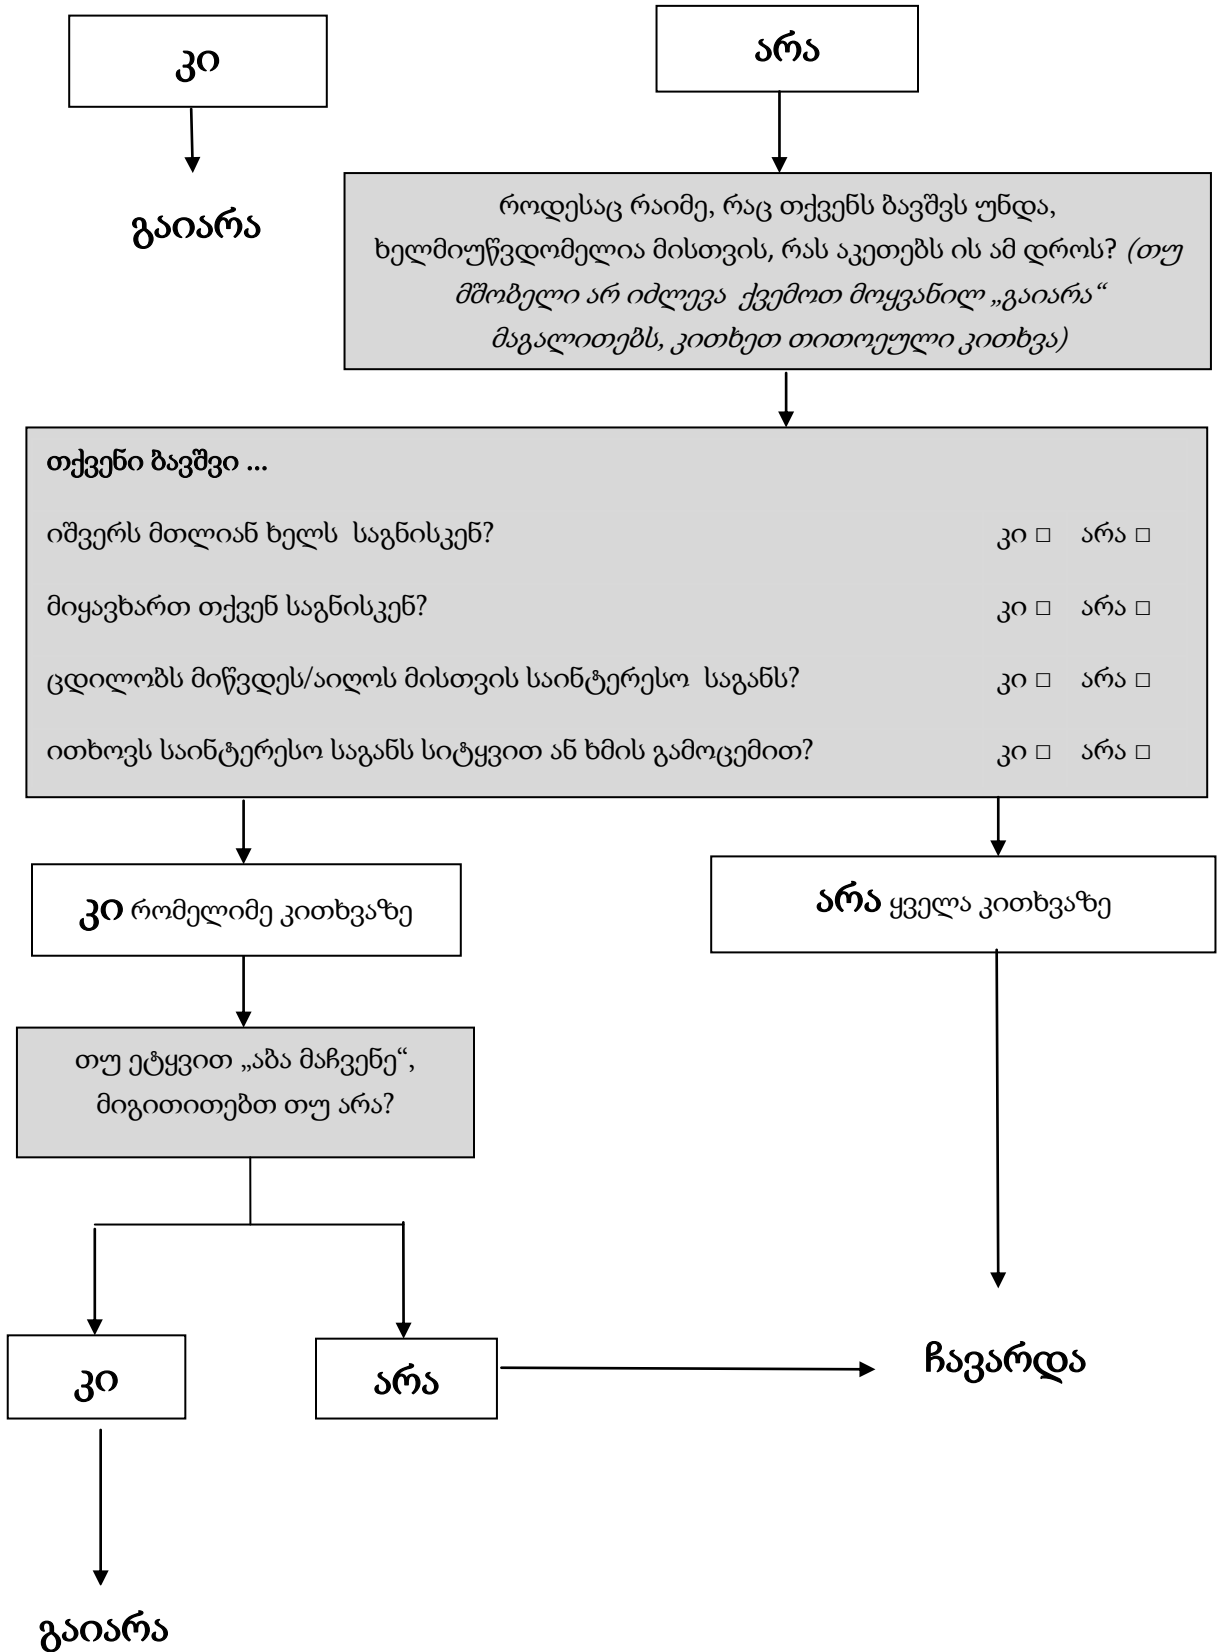 კი
არა
გაიარა
როდესაც რაიმე, რაც თქვენს ბავშვს უნდა,
ხელმიუწვდომელია მისთვის, რას აკეთებს ის ამ დროს? (თუ
მშობელი არ იძლევა ქვემოთ მოყვანილ „გაიარა“
მაგალითებს, კითხეთ თითოეული კითხვა)
თქვენი ბავშვი ...
იშვერს მთლიან ხელს საგნისკენ? კი □ არა □
მიყავხართ თქვენ საგნისკენ? კი □ არა □
ცდილობს მიწვდეს/აიღოს მისთვის საინტერესო საგანს? კი □ არა □
ითხოვს საინტერესო საგანს სიტყვით ან ხმის გამოცემით? კი □ არა □
კი რომელიმე კითხვაზე
არა ყველა კითხვაზე
თუ ეტყვით „აბა მაჩვენე“,
მიგითითებთ თუ არა?
კი
არა
ჩავარდა
გაიარა